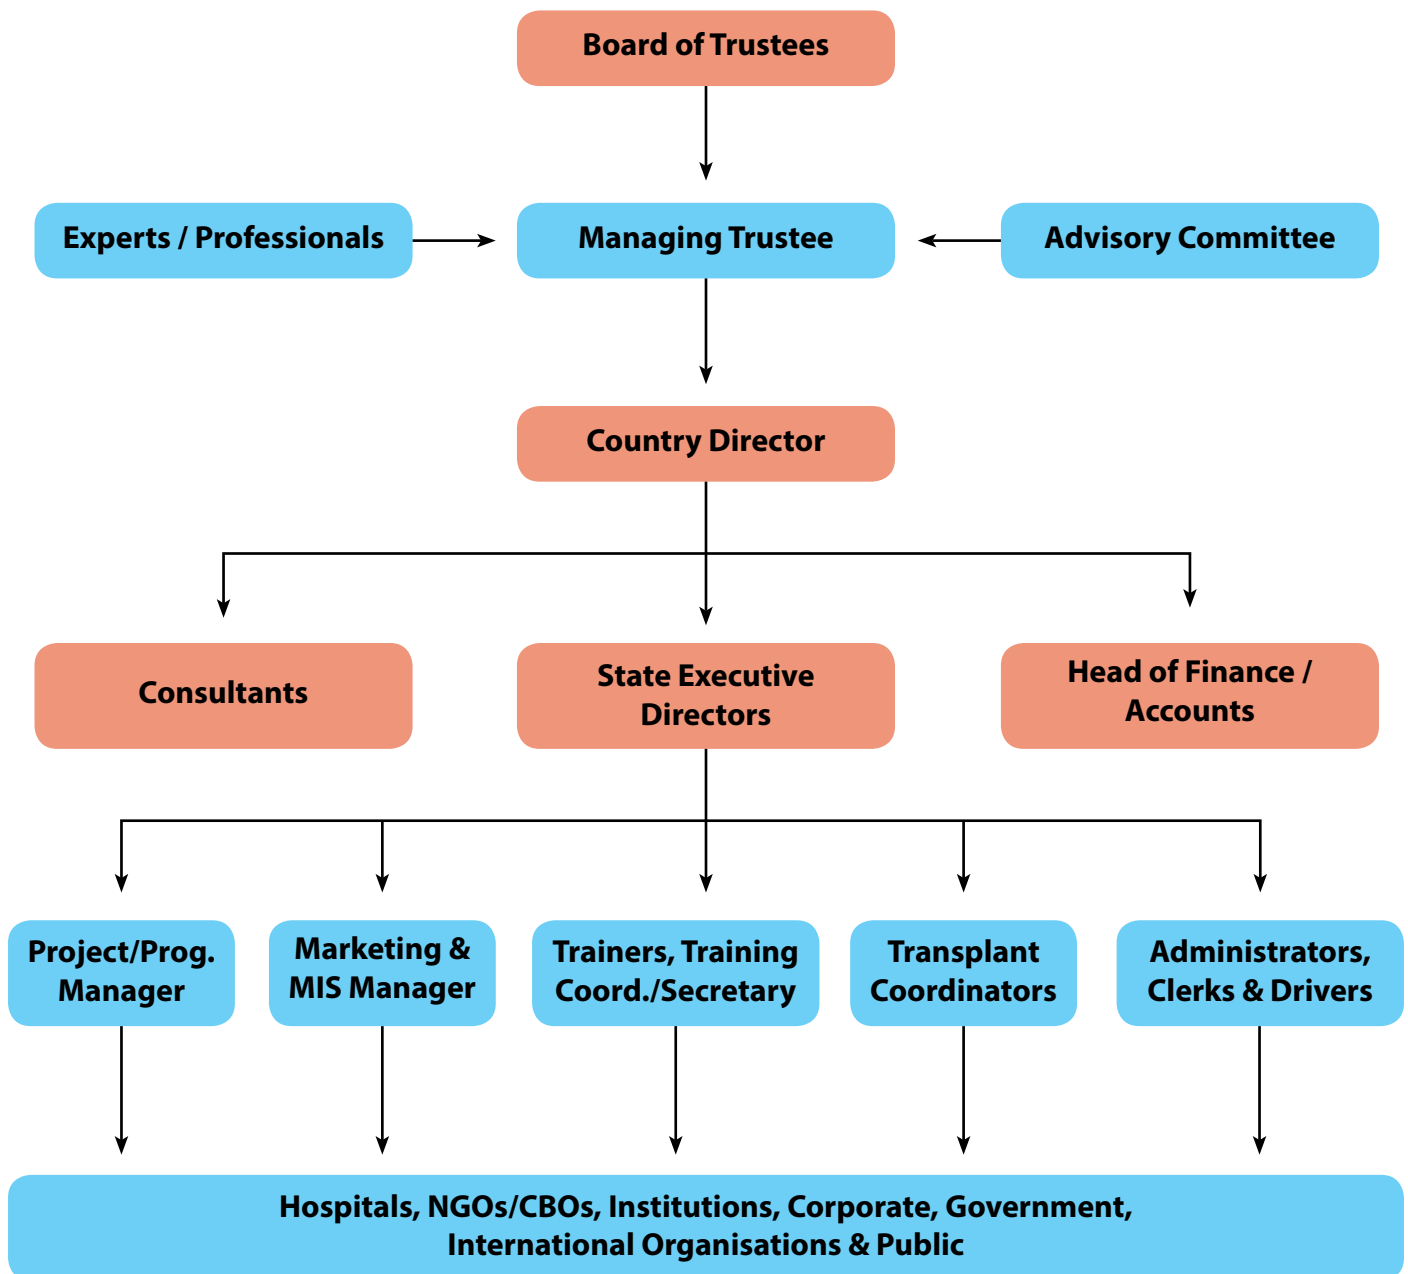 Board of Trustees
Experts / Professionals
Managing Trustee
Advisory Committee
Country Director
Consultants
State Executive
Directors
Head of Finance /
Accounts
Project/Prog.
Manager
Marketing &
MIS Manager
Trainers, Training
Coord./Secretary
Transplant
Coordinators
Administrators,
Clerks & Drivers
Hospitals, NGOs/CBOs, Institutions, Corporate, Government,
International Organisations & Public